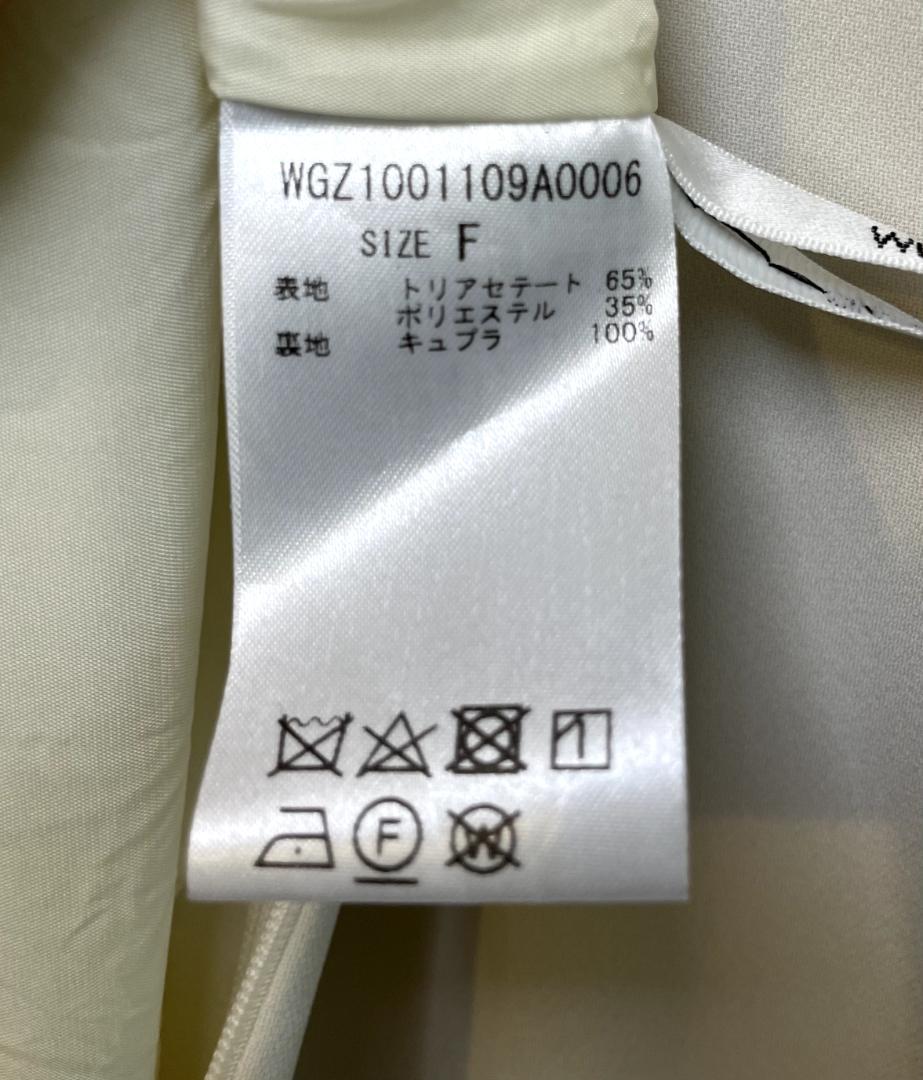 WGZ1001109A0006
SIZE F
表地 トリアセテート 65%
ポリエステル 35%
裏地 キュプラ 100%
F
W